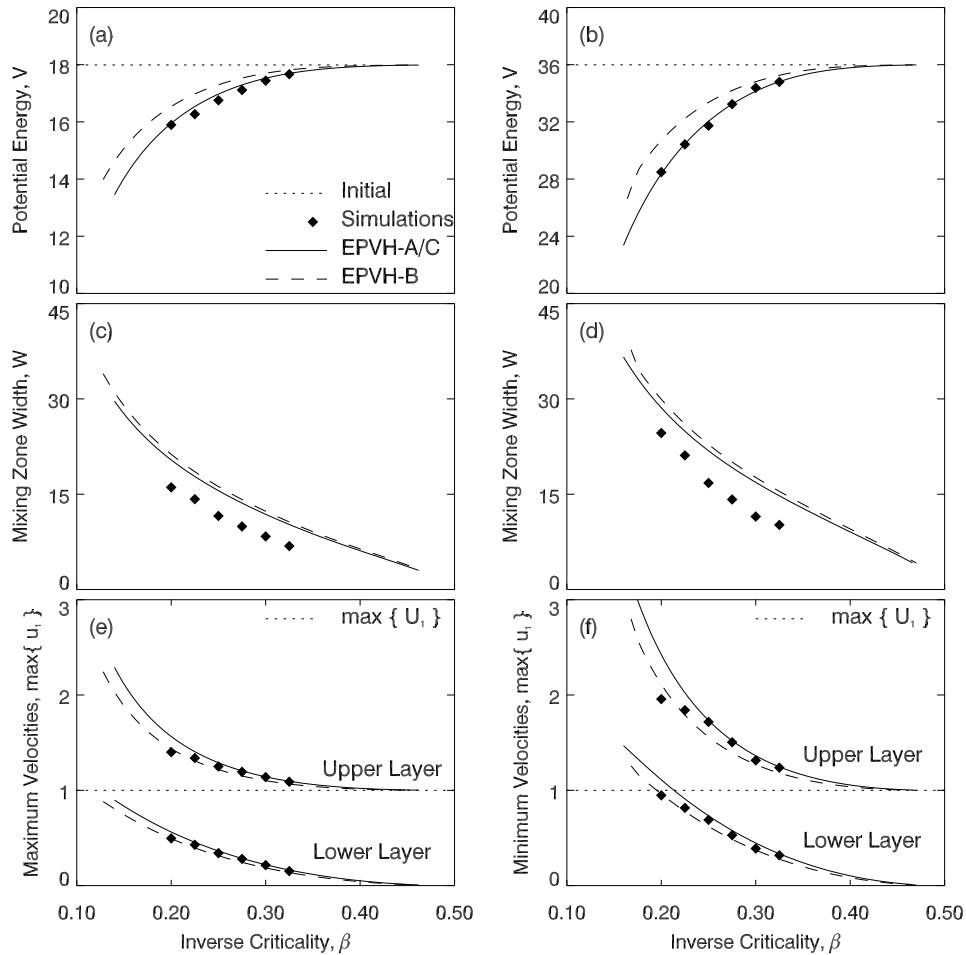 (a)
Potential Energy, V
20
18
16
14
12
10
Initial
Simulations
EPVH-A/C
EPVH-B
(b)
Potential Energy, V
40
36
32
28
24
20
(c)
Mixing Zone Width, W
45
30
15
0
(d)
Mixing Zone Width, W
45
30
15
0
(e)
Maximum Velocities, max{ u₁ }
3
2
1
0
max { U₁ }
Upper Layer
Lower Layer
0.10 0.20 0.30 0.40 0.50
Inverse Criticality, β
(f)
Minimum Velocities, max{ u₁ }
3
2
1
0
max { U₁ }
Upper Layer
Lower Layer
0.10 0.20 0.30 0.40 0.50
Inverse Criticality, β